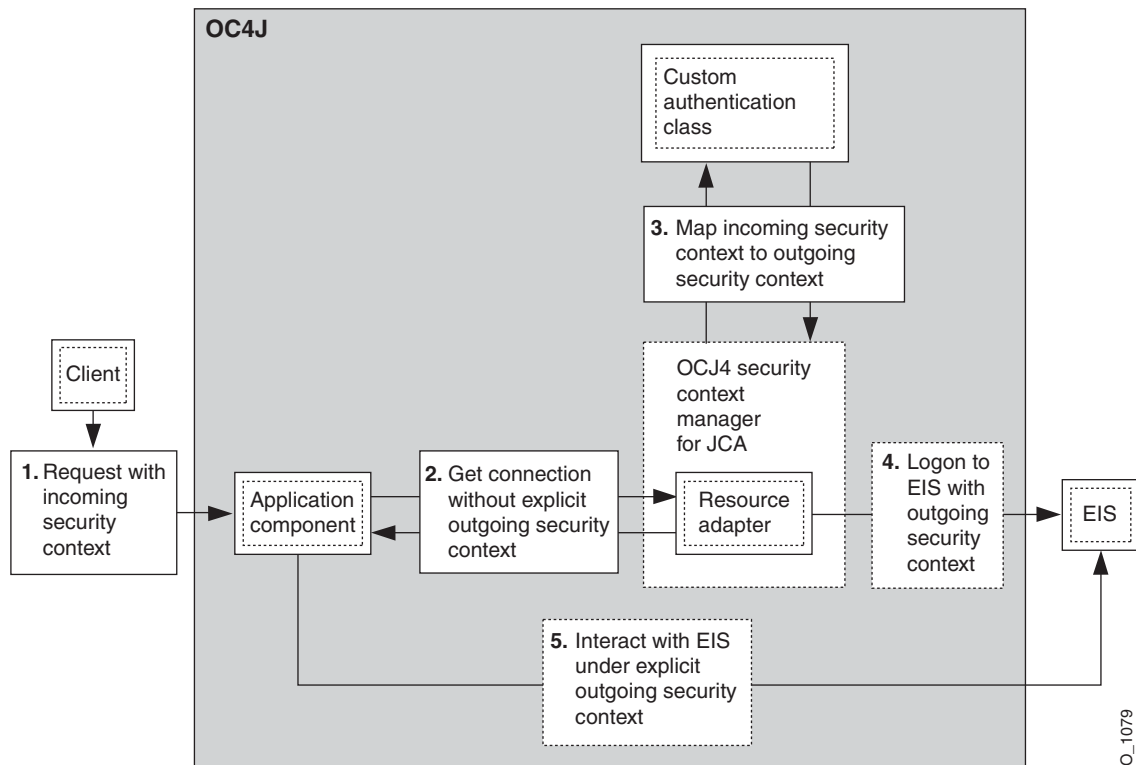 OC4J
Custom
authentication
class
3. Map incoming security
context to outgoing
security context
Client
OCJ4 security
context
manager
for JCA
1. Request with
incoming
security
context
Application
component
2. Get connection
without explicit
outgoing security
context
Resource
adapter
4. Logon to
EIS with
outgoing
security
context
EIS
5. Interact with EIS
under explicit
outgoing security
context
O_1079